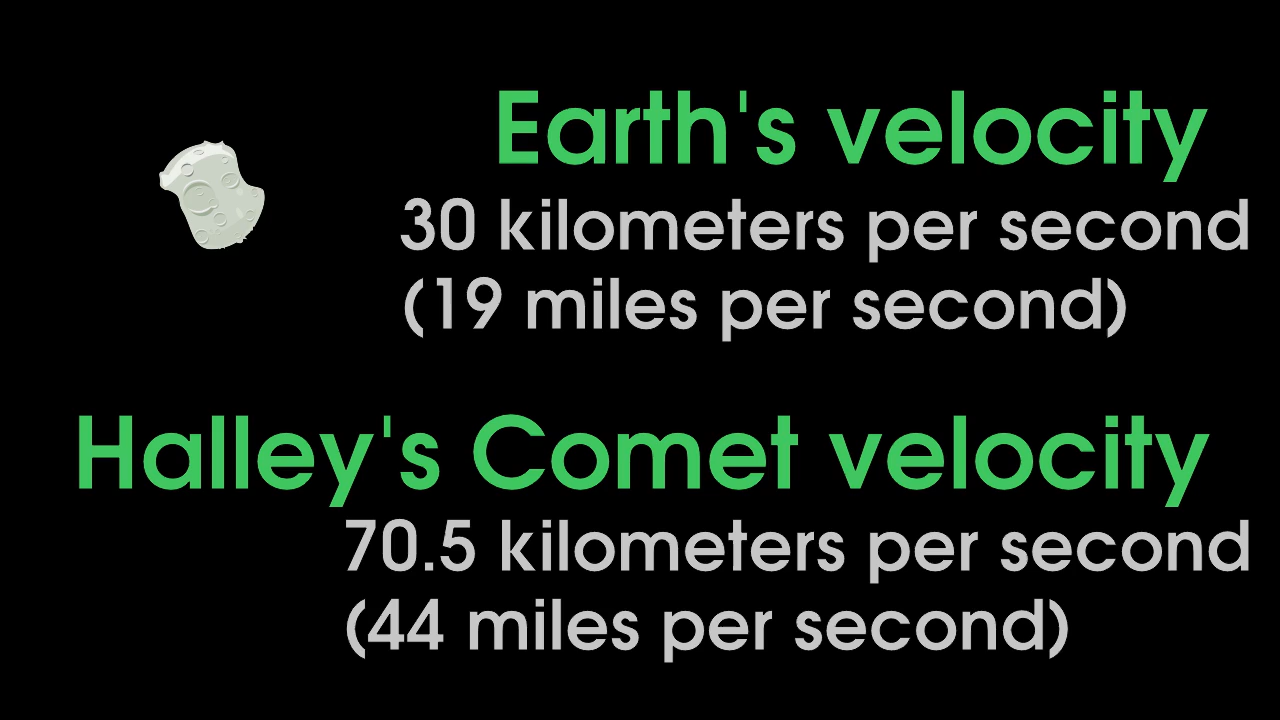 Earth's velocity
30 kilometers per second
(19 miles per second)
Halley's Comet velocity
70.5 kilometers per second
(44 miles per second)